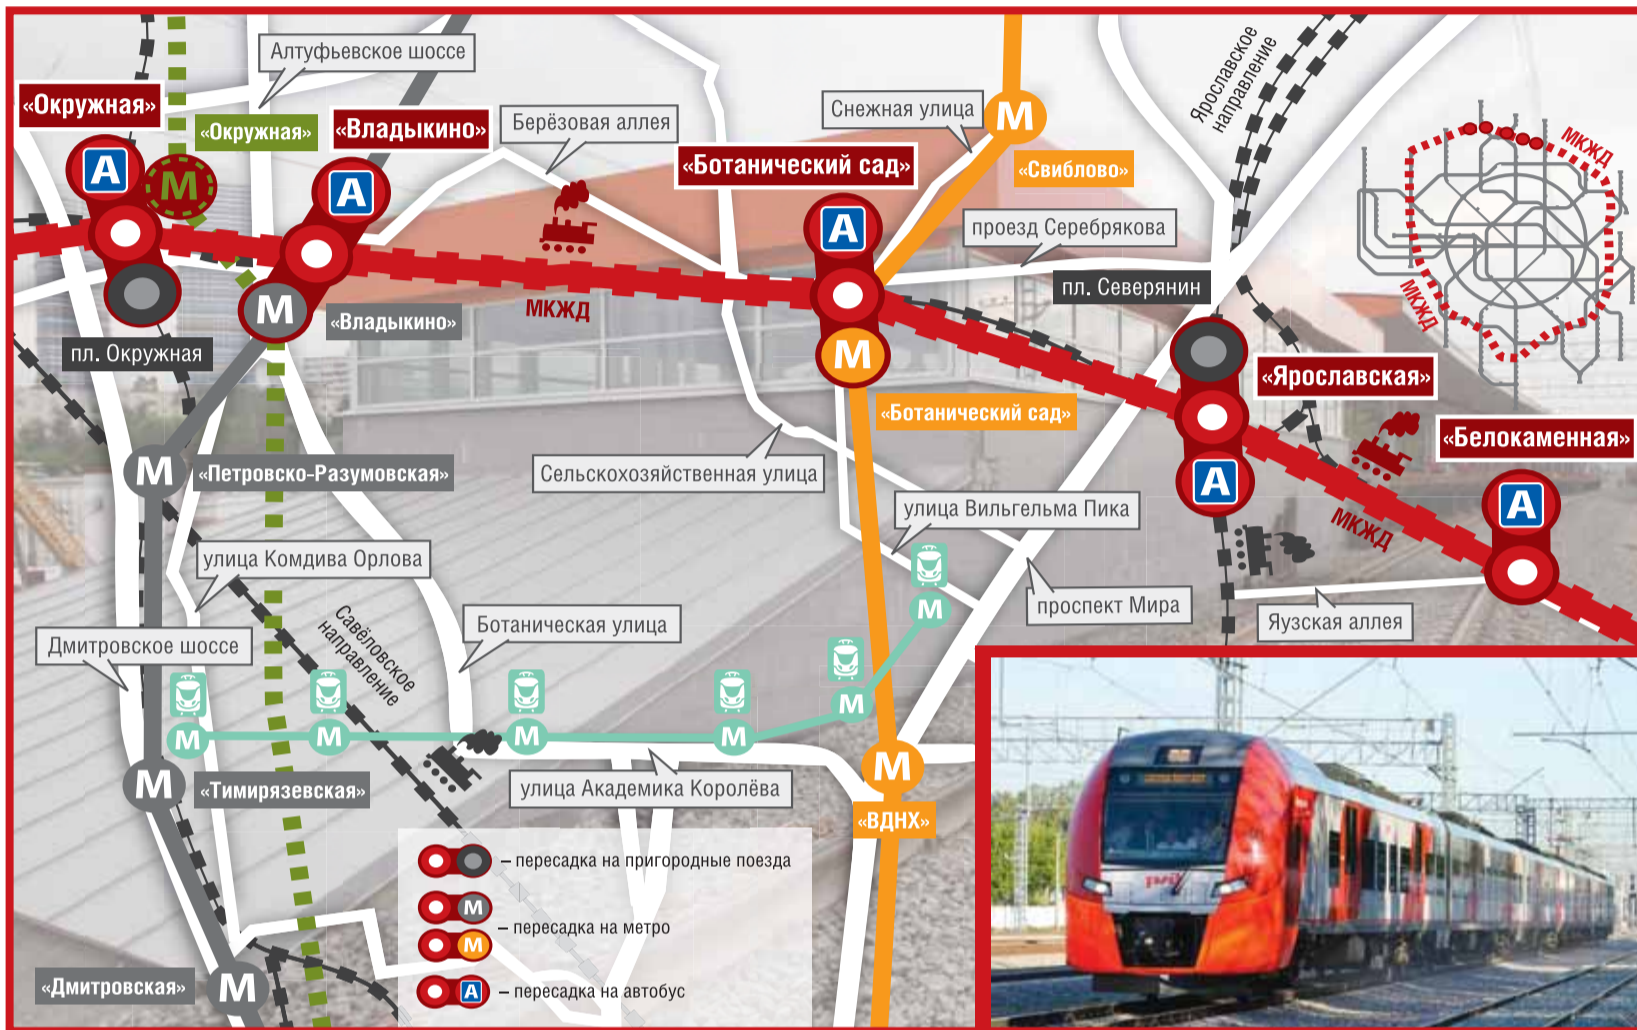 Алтуфьевское шоссе
«Окружная»
«Окружная»
«Владыкино»
Берёзовая аллея
Снежная улица
Ярославское
направление
МКЖД
МКЖД
«Ботанический сад»
«Свиблово»
проезд Серебрякова
пл. Северянин
А
М
А
М
А
М
МКЖД
«Владыкино»
М
пл. Окружная
М
«Ботанический сад»
«Ярославская»
«Белокаменная»
А
А
МКЖД
М
«Петровско-Разумовская»
Сельскохозяйственная улица
улица Вильгельма Пика
улица Комдива Орлова
Савёловское
направление
Ботаническая улица
проспект Мира
Яузская аллея
Дмитровское шоссе
М
М
М
М
М
М
М
«Тимирязевская»
улица Академика Королёва
М
«ВДНХ»
– пересадка на пригородные поезда
М
– пересадка на метро
М
А
– пересадка на автобус
«Дмитровская»
М
РЖД